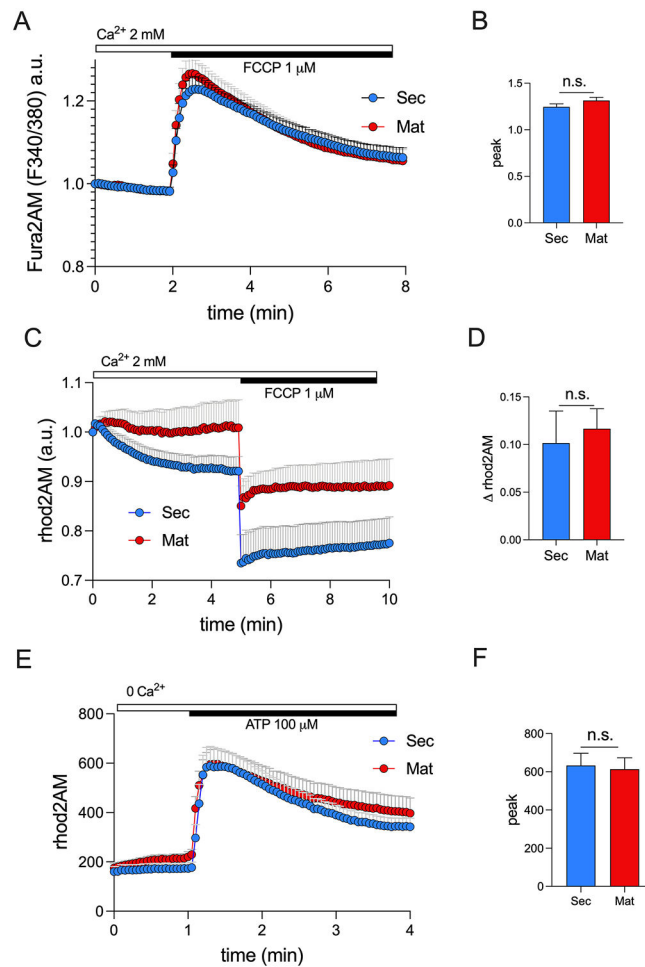 A
Ca²⁺ 2 mM
FCCP 1 μM
Fura2AM (F340/380) a.u.
1.2
1.0
0.8
Sec
Mat
0
2
4
6
8
time (min)
B
n.s.
peak
1.5
1.0
0.5
0.0
Sec
Mat
C
Ca²⁺ 2 mM
FCCP 1 μM
rhod2AM (a.u.)
1.1
1.0
0.9
0.8
0.7
Sec
Mat
0
2
4
6
8
10
time (min)
D
n.s.
Δ rhod2AM
0.15
0.10
0.05
0.00
Sec
Mat
E
0 Ca²⁺
ATP 100 μM
rhod2AM
800
600
400
200
0
Sec
Mat
0
1
2
3
4
time (min)
F
n.s.
peak
800
600
400
200
0
Sec
Mat